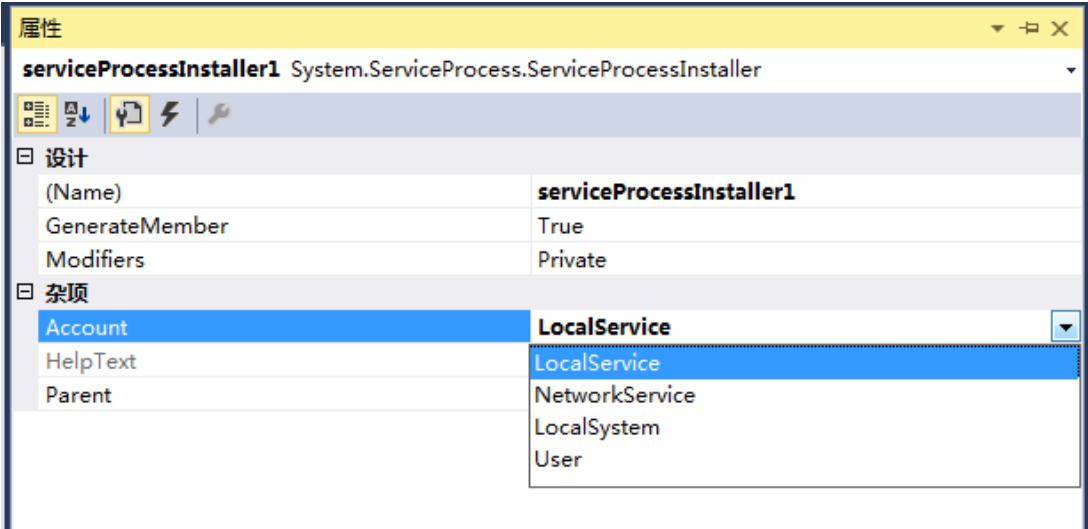 属性
serviceProcessInstaller1 System.ServiceProcess.ServiceProcessInstaller
设计
(Name) serviceProcessInstaller1
GenerateMember True
Modifiers Private
杂项
Account LocalService
HelpText LocalService
Parent NetworkService
LocalSystem
User